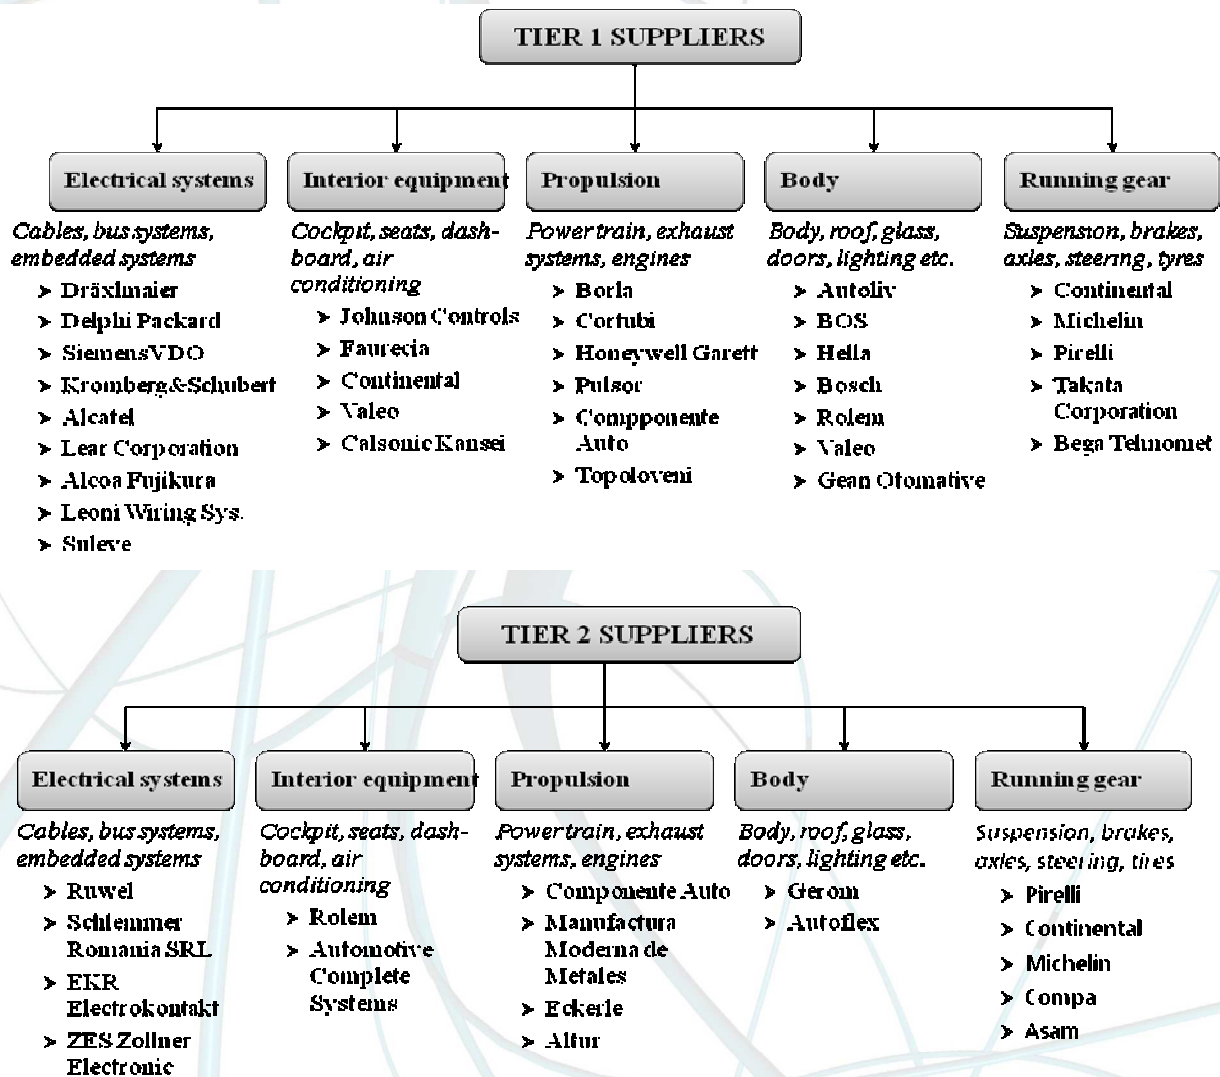 TIER 1 SUPPLIERS
Electrical systems
Cables, bus systems,
embedded systems
➢ Dräxlmaier
➢ Delphi Packard
➢ SiemensVDO
➢ Kromberg&Schubert
➢ Alcatel
➢ Lear Corporation
➢ Alcoa Fujikura
➢ Leoni Wiring Sys.
➢ Suleve
Interior equipment
Cockpit, seats, dash-
board, air
conditioning
➢ Johnson Controls
➢ Faurecia
➢ Continental
➢ Valeo
➢ Calsonic Kansei
Propulsion
Power train, exhaust
systems, engines
➢ Borla
➢ Cortubi
➢ Honeywell Garett
➢ Pulsor
➢ Compponente
Auto
➢ Topoloveni
Body
Body, roof, glass,
doors, lighting etc.
➢ Autoliv
➢ BOS
➢ Hella
➢ Bosch
➢ Rolem
➢ Valeo
➢ Gean Otomative
Running gear
Suspension, brakes,
axles, steering, tyres
➢ Continental
➢ Michelin
➢ Pirelli
➢ Takata
Corporation
➢ Bega Tehnomet
TIER 2 SUPPLIERS
Electrical systems
Cables, bus systems,
embedded systems
➢ Ruwel
➢ Schlemmer
Romania SRL
➢ EKR
Electrokontakt
➢ ZES Zollner
Electronic
Interior equipment
Cockpit, seats, dash-
board, air
conditioning
➢ Rolem
➢ Automotive
Complete
Systems
Propulsion
Power train, exhaust
systems, engines
➢ Componente Auto
➢ Manufactura
Moderna de
Metales
➢ Eckerle
➢ Altur
Body
Body, roof, glass,
doors, lighting etc.
➢ Gerom
➢ Autoflex
Running gear
Suspension, brakes,
axles, steering, tires
➢ Pirelli
➢ Continental
➢ Michelin
➢ Compa
➢ Asam